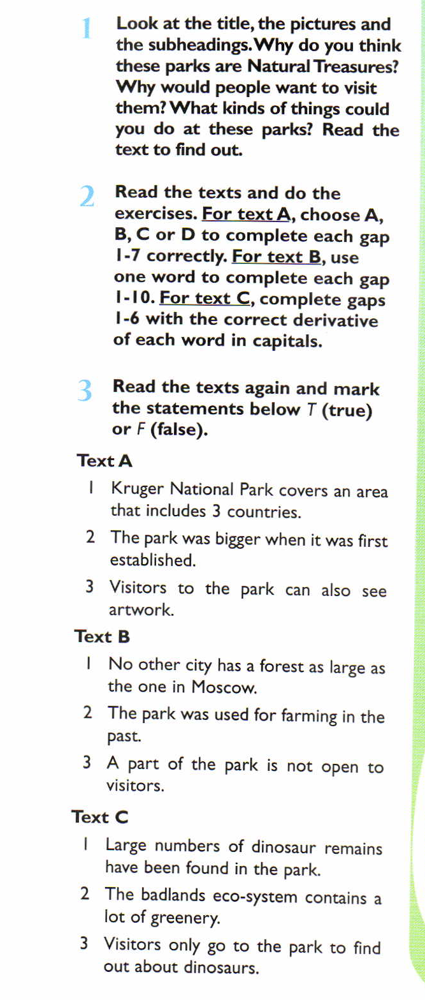 1 Look at the title, the pictures and
the subheadings. Why do you think
these parks are Natural Treasures?
Why would people want to visit
them? What kinds of things could
you do at these parks? Read the
text to find out.
2 Read the texts and do the
exercises. For text A, choose A,
B, C or D to complete each gap
1-7 correctly. For text B, use
one word to complete each gap
1-10. For text C, complete gaps
1-6 with the correct derivative
of each word in capitals.
3 Read the texts again and mark
the statements below T (true)
or F (false).
Text A
1 Kruger National Park covers an area
that includes 3 countries.
2 The park was bigger when it was first
established.
3 Visitors to the park can also see
artwork.
Text B
1 No other city has a forest as large as
the one in Moscow.
2 The park was used for farming in the
past.
3 A part of the park is not open to
visitors.
Text C
1 Large numbers of dinosaur remains
have been found in the park.
2 The badlands eco-system contains a
lot of greenery.
3 Visitors only go to the park to find
out about dinosaurs.